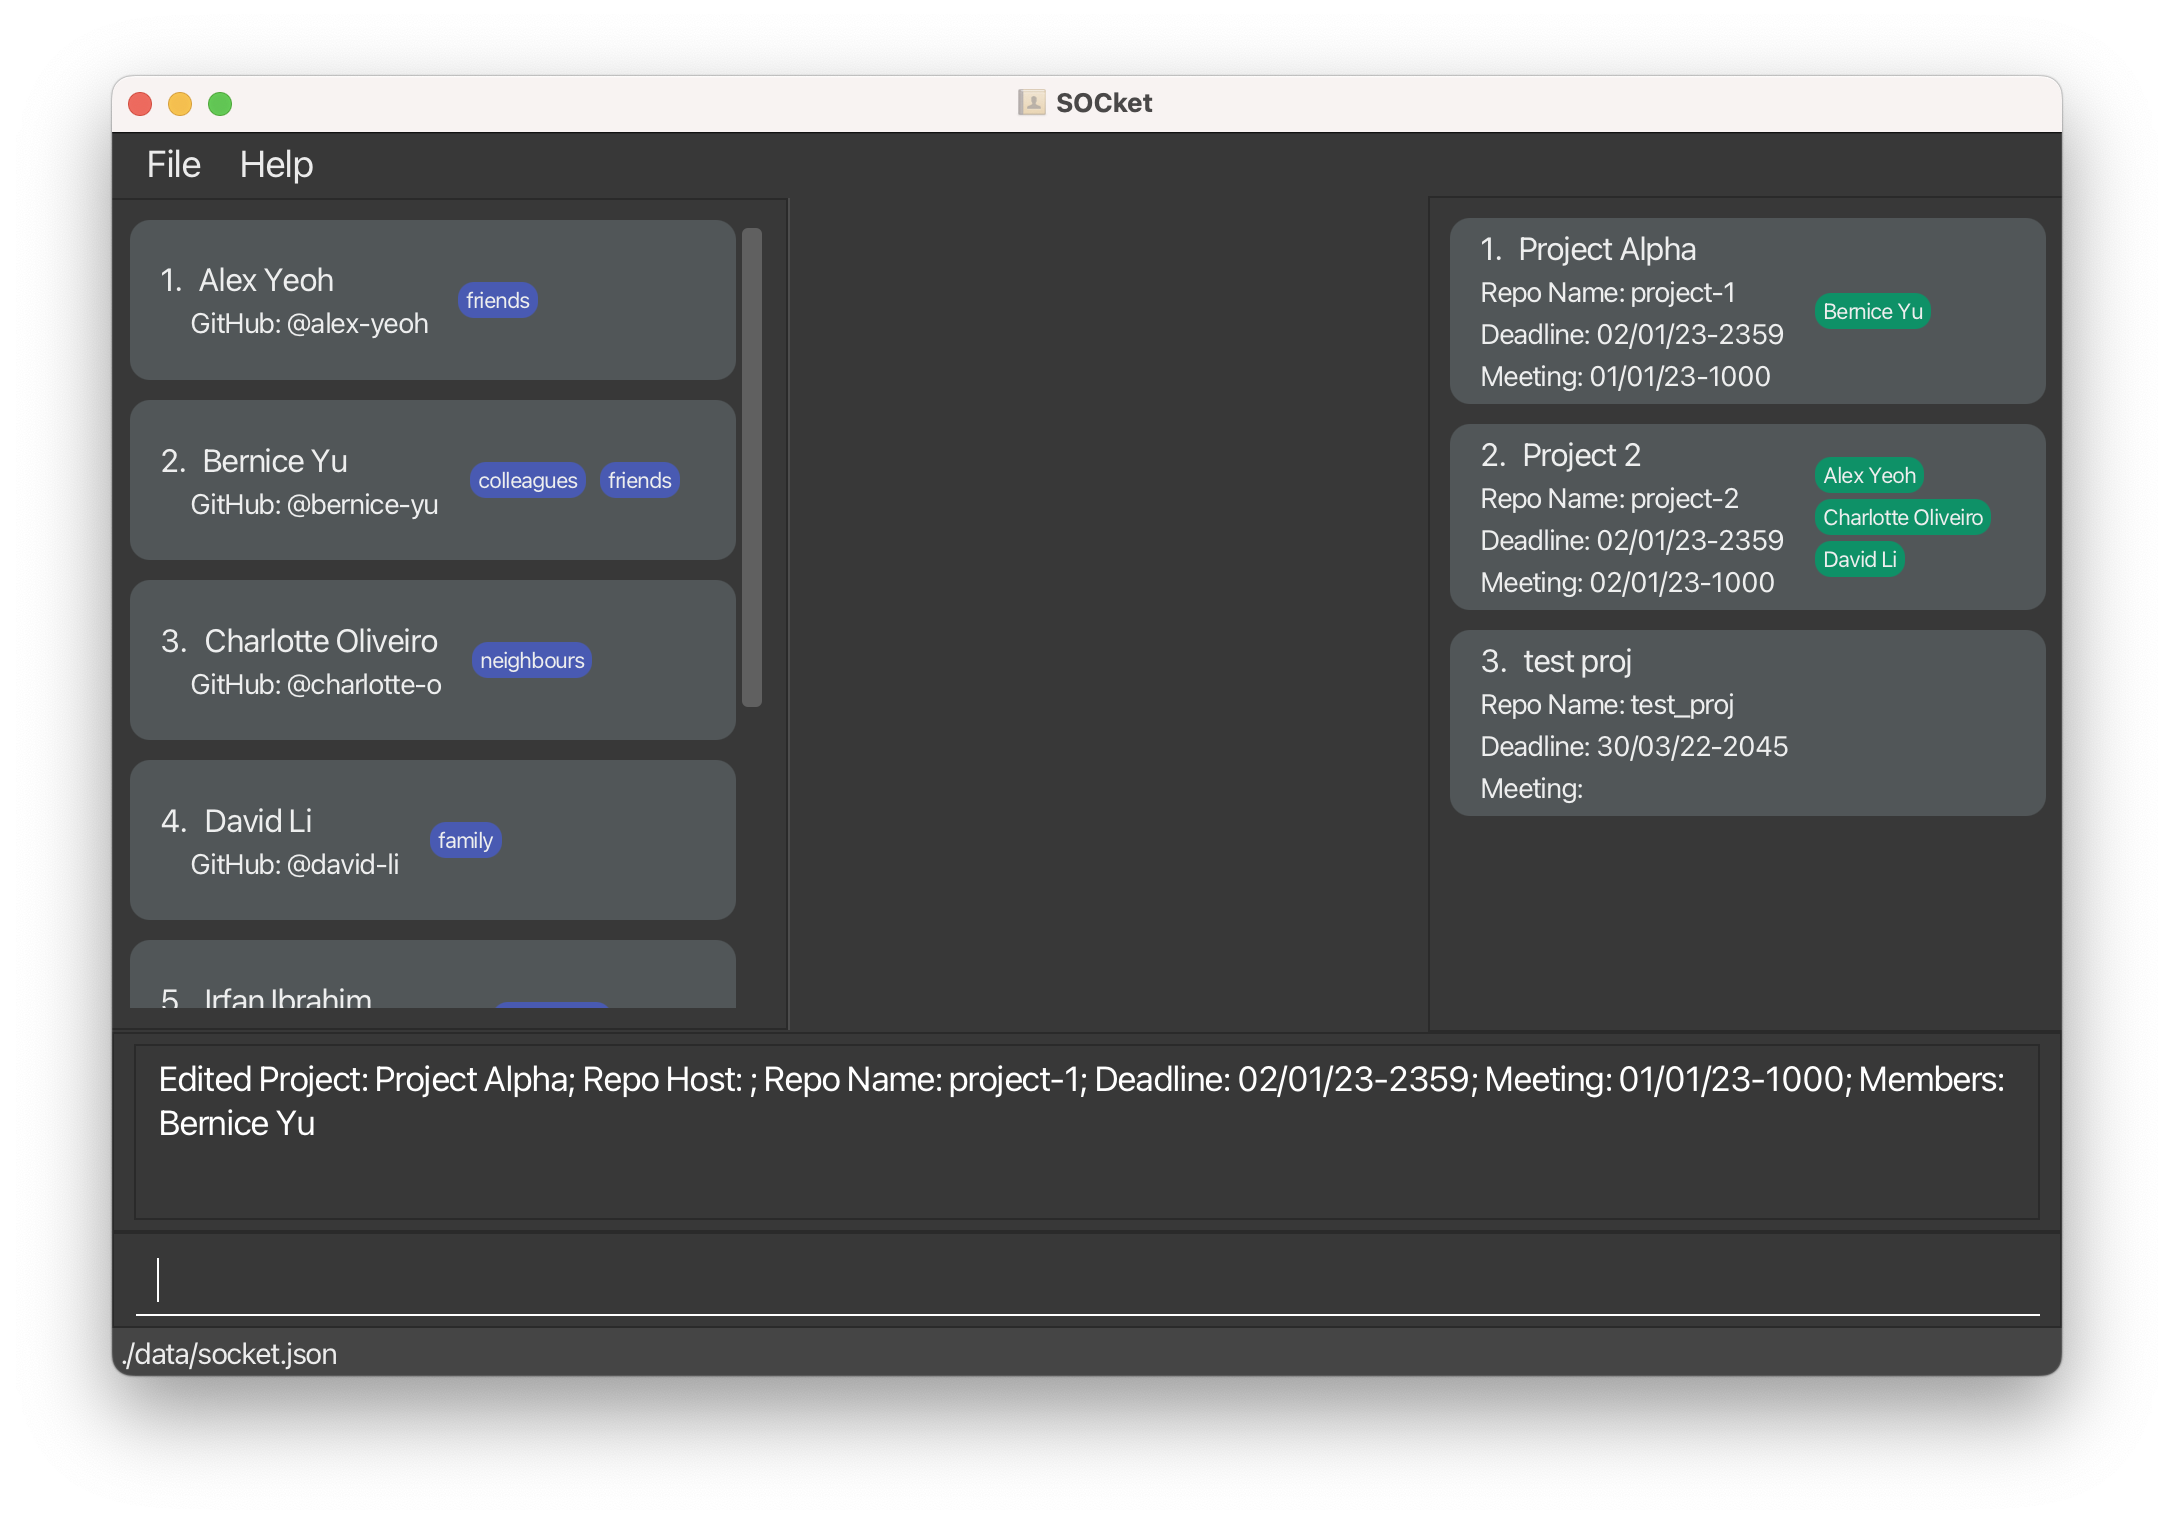 SOCket
File Help
1. Alex Yeoh
GitHub: @alex-yeoh
friends
2. Bernice Yu
GitHub: @bernice-yu
colleagues friends
3. Charlotte Oliveiro
GitHub: @charlotte-o
neighbours
4. David Li
GitHub: @david-li
family
5. Irfan Ibrahim
1. Project Alpha
Repo Name: project-1
Deadline: 02/01/23-2359
Meeting: 01/01/23-1000
Bernice Yu
2. Project 2
Repo Name: project-2
Deadline: 02/01/23-2359
Meeting: 02/01/23-1000
Alex Yeoh
Charlotte Oliveiro
David Li
3. test proj
Repo Name: test_proj
Deadline: 30/03/22-2045
Meeting:
Edited Project: Project Alpha; Repo Host: ; Repo Name: project-1; Deadline: 02/01/23-2359; Meeting: 01/01/23-1000; Members:
Bernice Yu
./data/socket.json